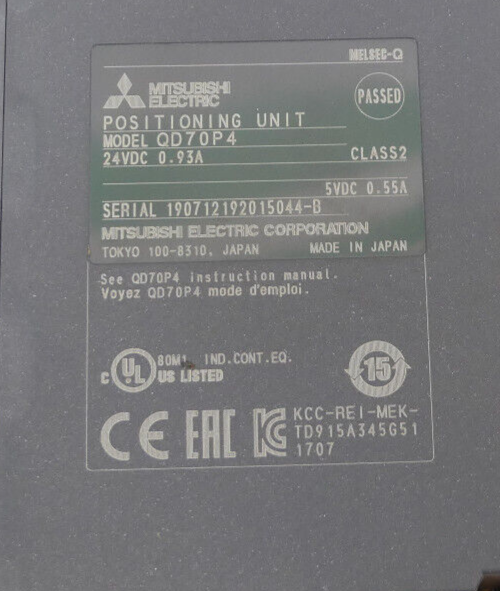 MELSEC-Q
MITSUBISHI
ELECTRIC
PASSED
POSITIONING UNIT
MODEL QD70P4
24VDC 0.93A CLASS2
5VDC 0.55A
SERIAL 190712192015044-B
MITSUBISHI ELECTRIC CORPORATION
TOKYO 100-8310, JAPAN MADE IN JAPAN
See QD70P4 instruction manual.
Voyez QD70P4 mode d'emploi.
C UL 80M1 IND.CONT.EQ.
US LISTED
15
CE EAC KC KCC-REI-MEK-
TD915A345G51
1707